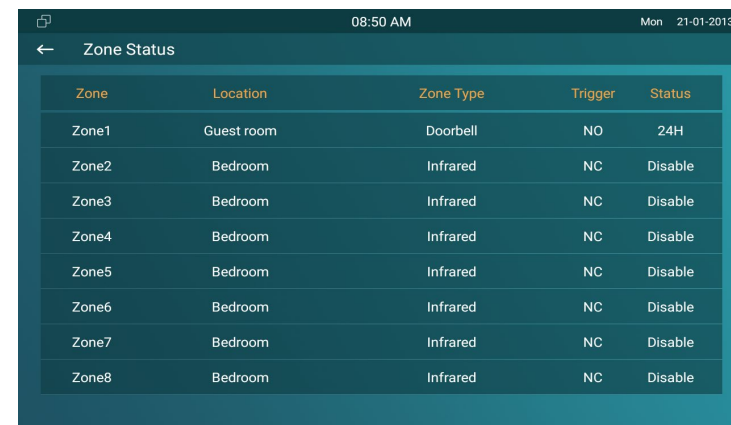 08:50 AM Mon 21-01-2013
Zone Status
Zone Location Zone Type Trigger Status
Zone1 Guest room Doorbell NO 24H
Zone2 Bedroom Infrared NC Disable
Zone3 Bedroom Infrared NC Disable
Zone4 Bedroom Infrared NC Disable
Zone5 Bedroom Infrared NC Disable
Zone6 Bedroom Infrared NC Disable
Zone7 Bedroom Infrared NC Disable
Zone8 Bedroom Infrared NC Disable